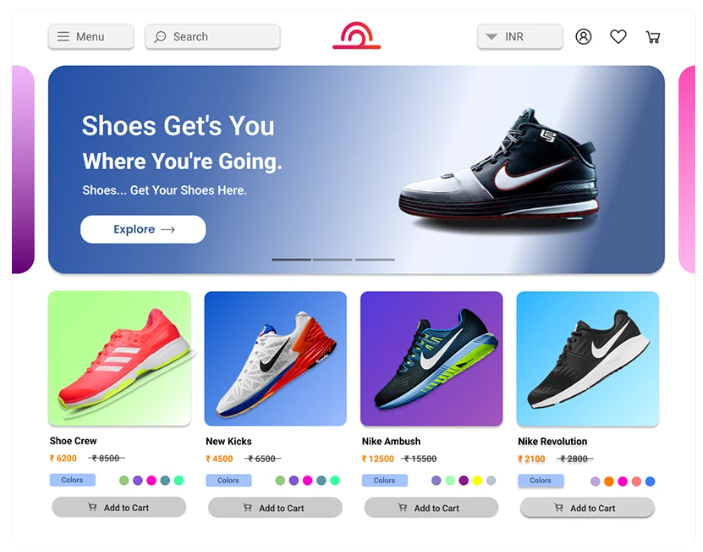 Menu
Search
INR
Shoes Get's You
Where You're Going.
Shoes... Get Your Shoes Here.
Explore
Shoe Crew
₹ 6200 ₹ 8500
Colors
Add to Cart
New Kicks
₹ 4500 ₹ 6500
Colors
Add to Cart
Nike Ambush
₹ 12500 ₹ 15500
Colors
Add to Cart
Nike Revolution
₹ 2100 ₹ 2800
Colors
Add to Cart